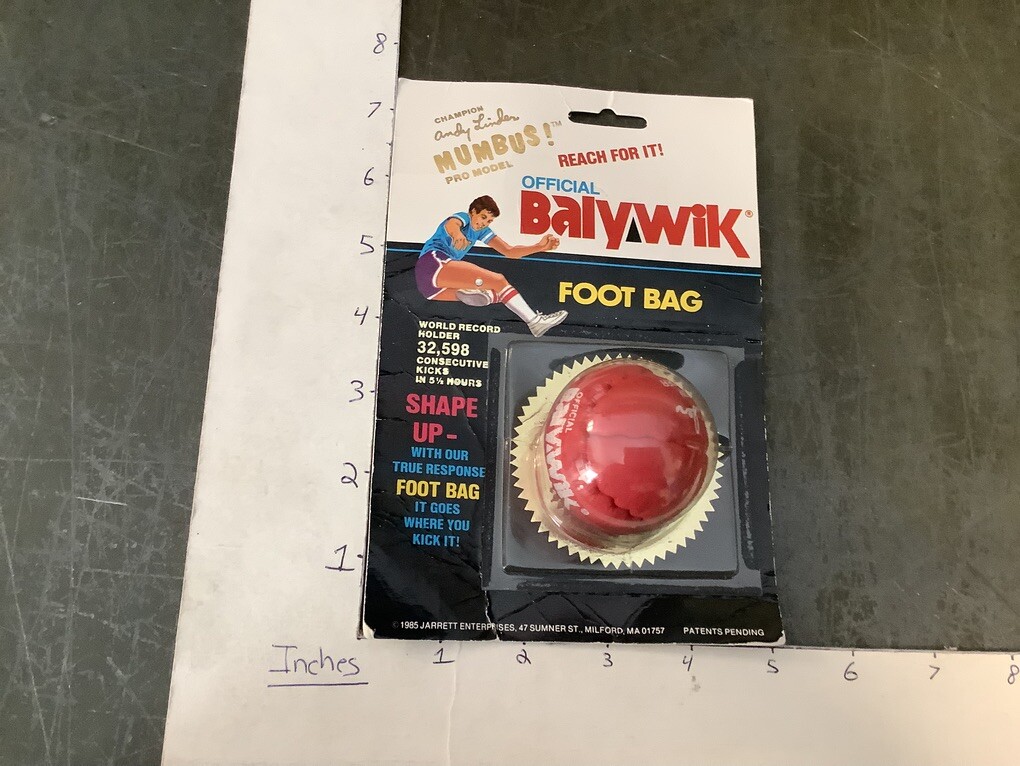 8
7
6
5
4
3
2
1
Inches
1 2 3 4 5 6 7 8
CHAMPION
Andy Linder
MUMBUS!™
PRO MODEL
REACH FOR IT!
OFFICIAL
Balywik®
FOOT BAG
WORLD RECORD
HOLDER
32,598
CONSECUTIVE
KICKS
IN 5½ HOURS
SHAPE
UP-
WITH OUR
TRUE RESPONSE
FOOT BAG
IT GOES
WHERE YOU
KICK IT!
OFFICIAL
Balywik®
© 1985 JARRETT ENTERPRISES, 47 SUMNER ST., MILFORD, MA 01757 PATENTS PENDING